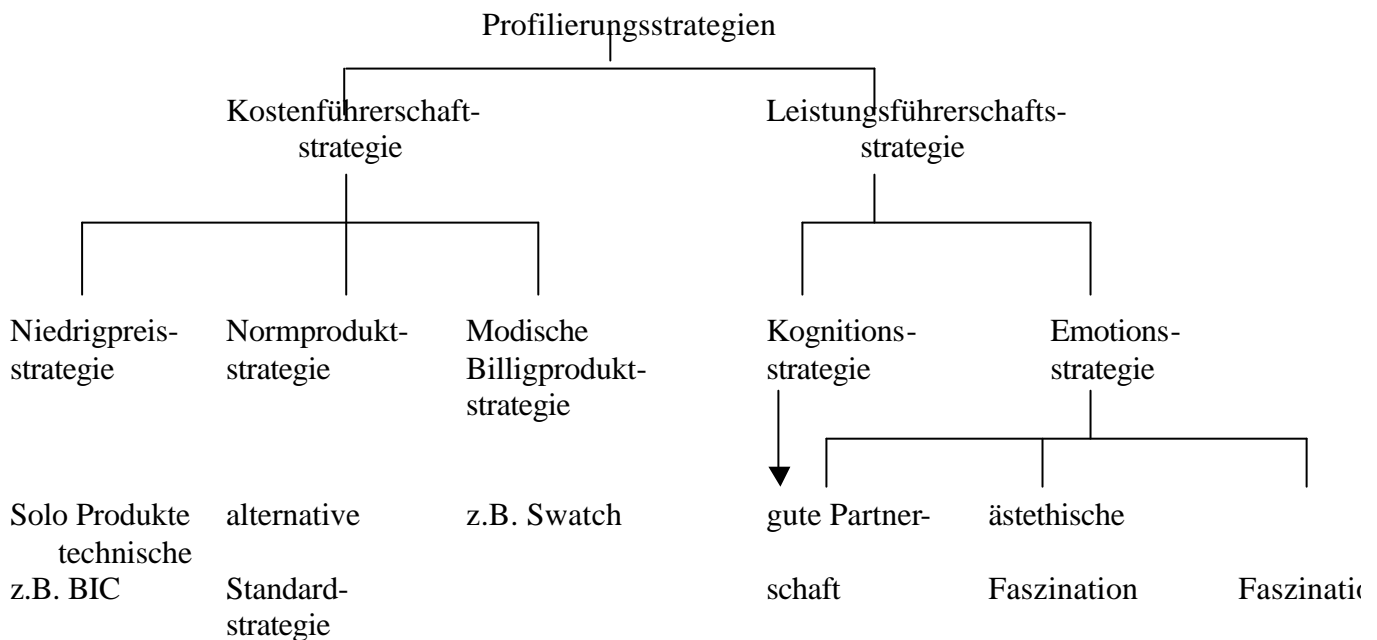 Profilierungsstrategien
Kostenführerschaft- Leistungsführerschafts-
strategie strategie
Niedrigpreis- Normprodukt- Modische Kognitions- Emotions-
strategie strategie Billigprodukt- strategie strategie
strategie
Solo Produkte alternative z.B. Swatch gute Partner- ästethische
technische
z.B. BIC Standard- schaft Faszination Faszinatio
strategie